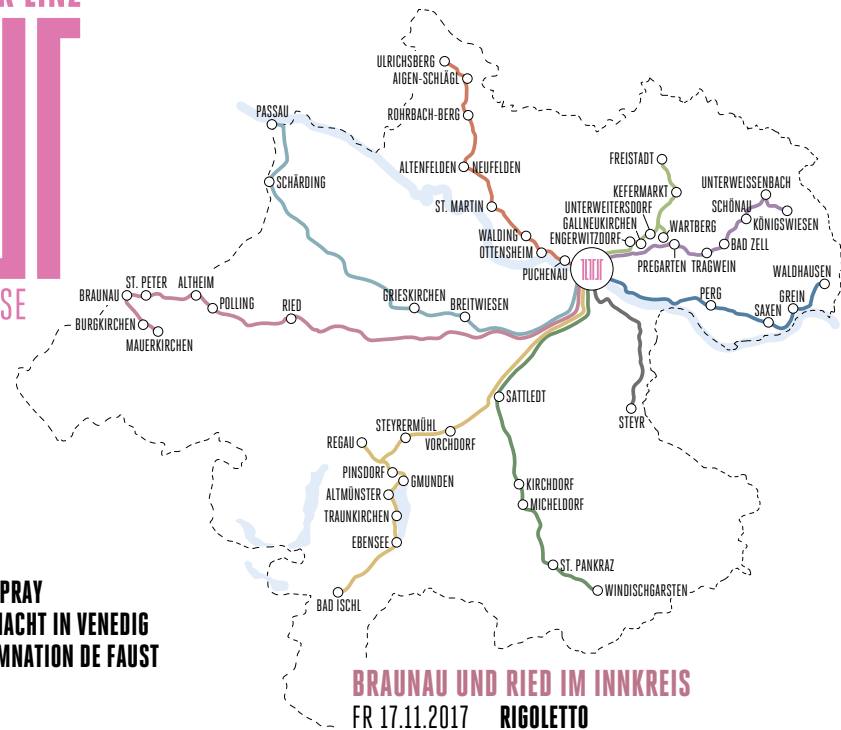 R LINZ
SE
ULRICHSBERG
AIGEN-SCHLÄGL
ROHRBACH-BERG
PASSAU
ALTENFELDEN
NEUFELDEN
FREISTADT
SCHÄRDING
KEFERMARKT
UNTERWEISSENBACH
ST. MARTIN
UNTERWEITERSDORF
SCHÖNAU
GALLNEUKIRCHEN
WARTBERG
KÖNIGSWIESEN
WALDING
ENGERWITZDORF
BAD ZELL
OTTENSHEIM
PREGARTEN
TRAGWEIN
PUCHENAU
WALDHAUSEN
ST. PETER
ALTHEIM
BRAUNAU
POLLING
RIED
GRIESKIRCHEN
BREITWIESEN
PERG
GREIN
SAXEN
BURGKIRCHEN
MAUERKIRCHEN
SATTLEDT
STEYR
STEYRERMÜHL
REGAU
VORCHDORF
PINSDORF
GMUNDEN
KIRCHDORF
ALTMÜNSTER
MICHELDORF
TRAUNKIRCHEN
EBENSEE
ST. PANKRAZ
WINDISCHGARSTEN
BAD ISCHL
PRAY
NACHT IN VENEDIG
MNATION DE FAUST
BRAUNAU UND RIED IM INNKREIS
FR 17.11.2017 RIGOLETTO